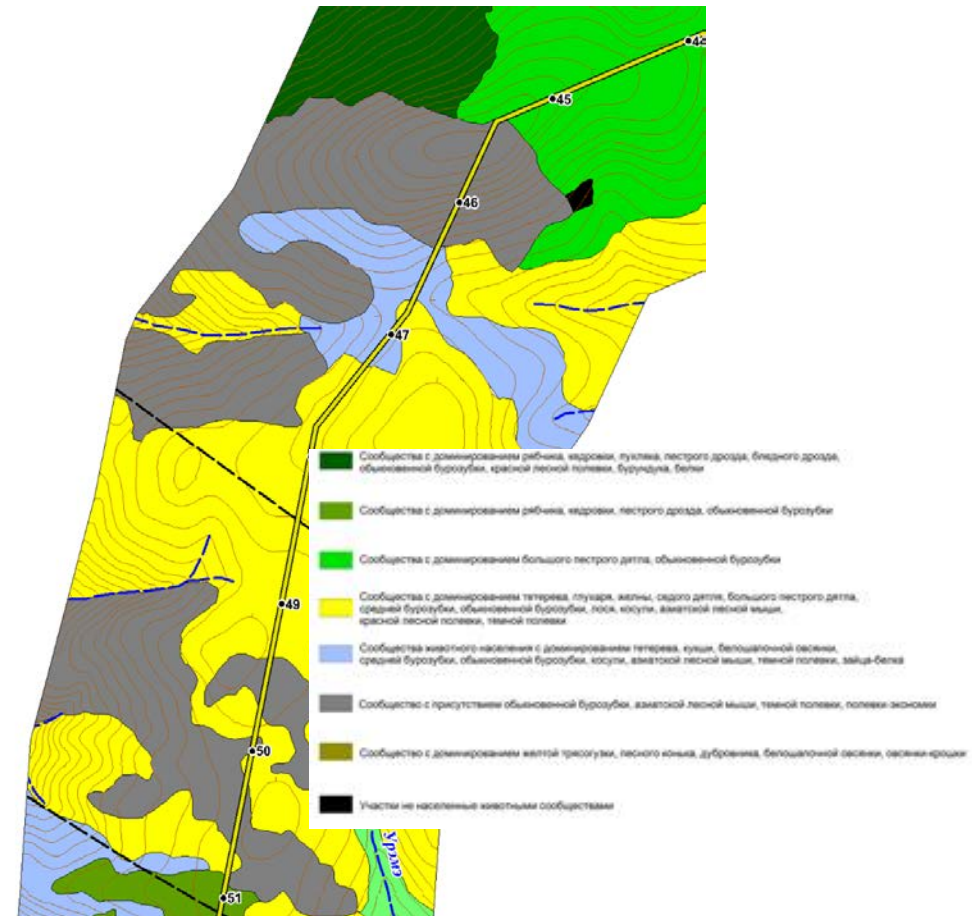 44
45
46
47
Сообщества с доминированием рябчика, кедровки, пухляка, пестрого дрозда, бледного дрозда,
обыкновенной бурозубки, красной лесной полевки, бурундука, белки
Сообщества с доминированием рябчика, кедровки, пестрого дрозда, обыкновенной бурозубки
Сообщества с доминированием большого пестрого дятла, обыкновенной бурозубки
Сообщества с доминированием тетерева, глухаря, желны, седого дятла, большого пестрого дятла,
средней бурозубки, обыкновенной бурозубки, лося, косули, азиатской лесной мыши,
красной лесной полевки, темной полевки
49
Сообщества животного населения с доминированием тетерева, кукши, белошапочной овсянки,
средней бурозубки, обыкновенной бурозубки, косули, азиатской лесной мыши, темной полевки, зайца-беляка
Сообщество с присутствием обыкновенной бурозубки, азиатской лесной мыши, темной полевки, полевки-экономки
50
Сообщество с доминированием желтой трясогузки, лесного конька, дубровника, белошапочной овсянки, овсянки-крошки
Участки не населенные животными сообществами
51